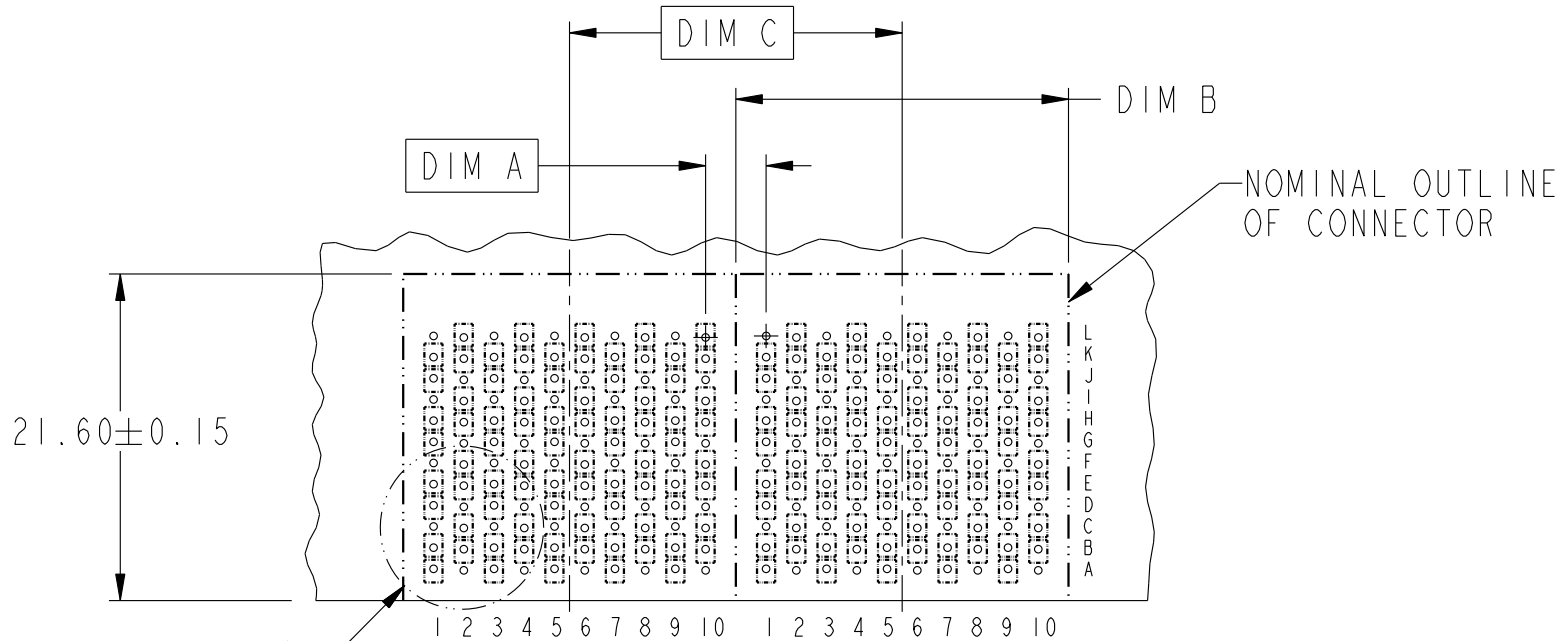 DIM C
DIM B
DIM A
NOMINAL OUTLINE
OF CONNECTOR
21.60±0.15
L
K
J
I
H
G
F
E
D
C
B
A
1 2 3 4 5 6 7 8 9 10 1 2 3 4 5 6 7 8 9 10